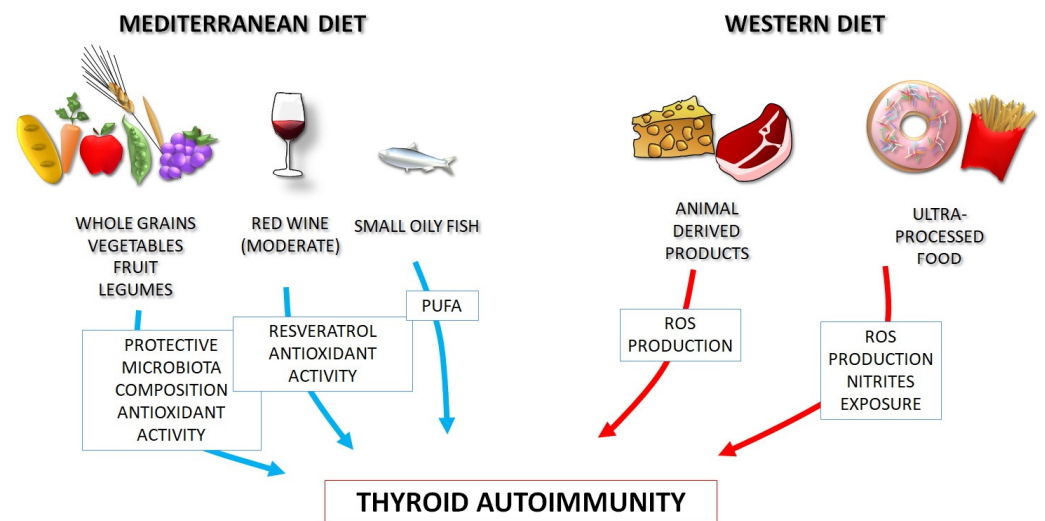 MEDITERRANEAN DIET
WHOLE GRAINS
VEGETABLES
FRUIT
LEGUMES
RED WINE
(MODERATE)
SMALL OILY FISH
PROTECTIVE
MICROBIOTA
COMPOSITION
ANTIOXIDANT
ACTIVITY
RESVERATROL
ANTIOXIDANT
ACTIVITY
PUFA
WESTERN DIET
ANIMAL
DERIVED
PRODUCTS
ULTRA-
PROCESSED
FOOD
ROS
PRODUCTION
ROS
PRODUCTION
NITRITES
EXPOSURE
THYROID AUTOIMMUNITY